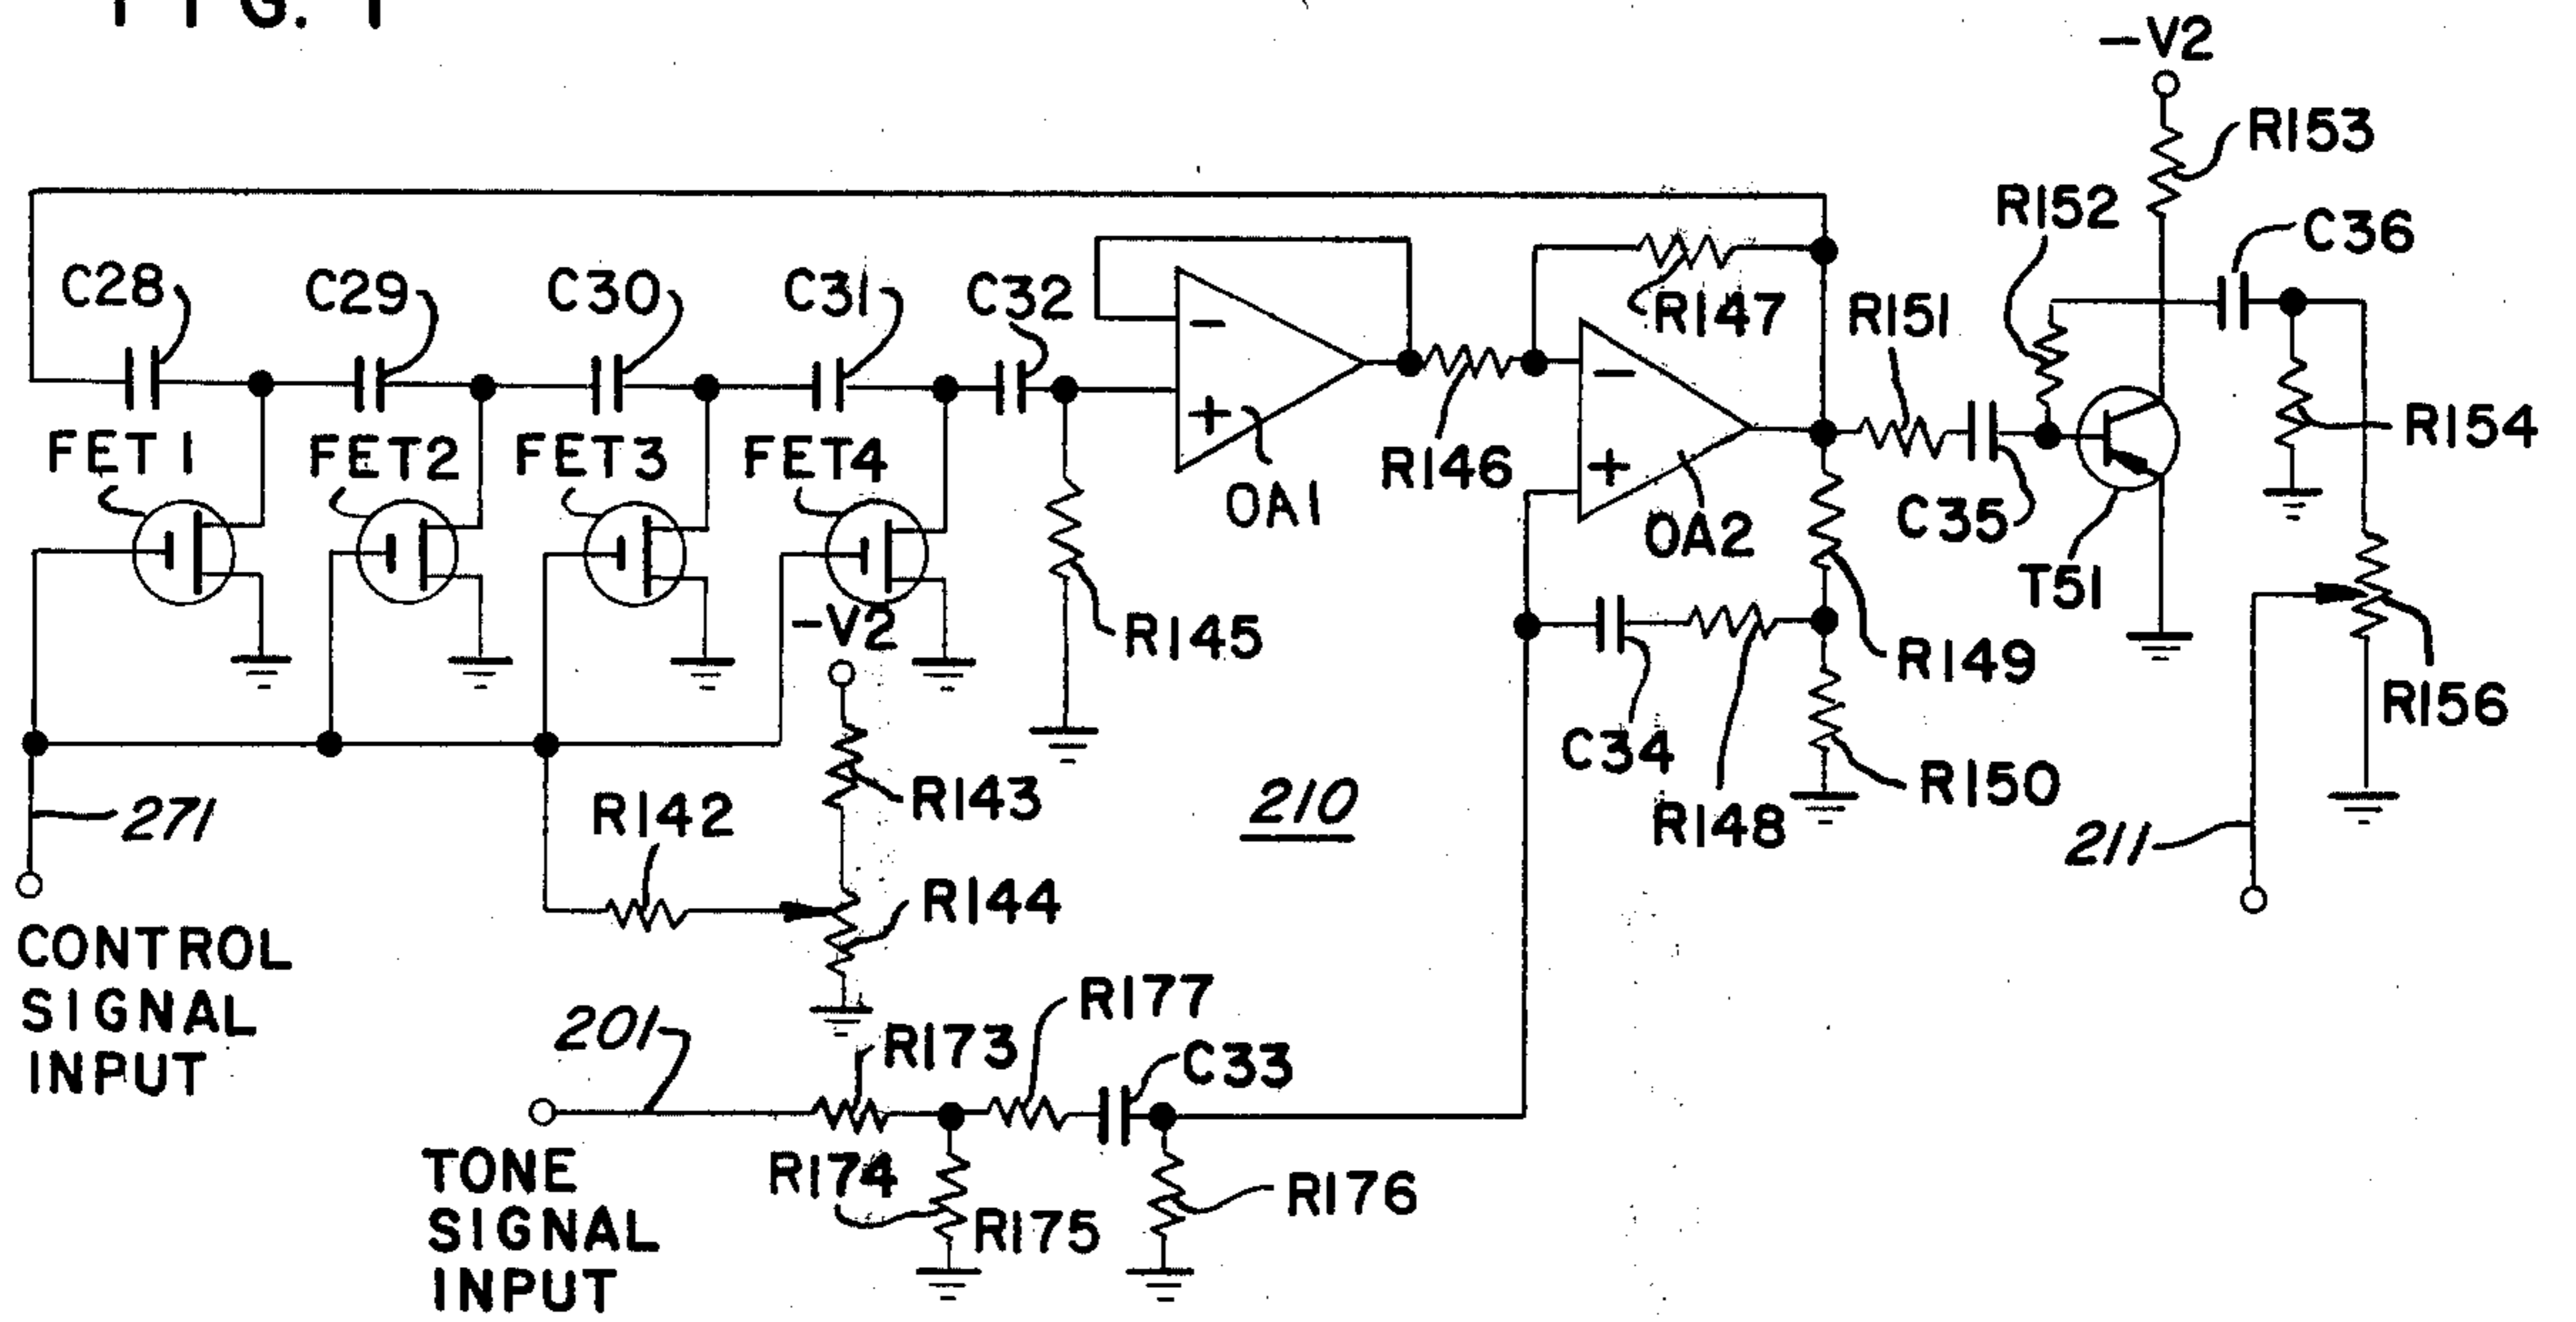 FIG. 1
-V2
R153
R152
C36
C28
C29
C30
C31
C32
R147
R151
FET 1
FET2
FET3
FET4
R146
R154
OA1
OA2
C35
T51
-V2
R145
R149
R156
C34
R148
R150
271
R142
R143
210
211
R144
CONTROL
SIGNAL
INPUT
201
R173
R177
C33
TONE
SIGNAL
INPUT
R174
R175
R176